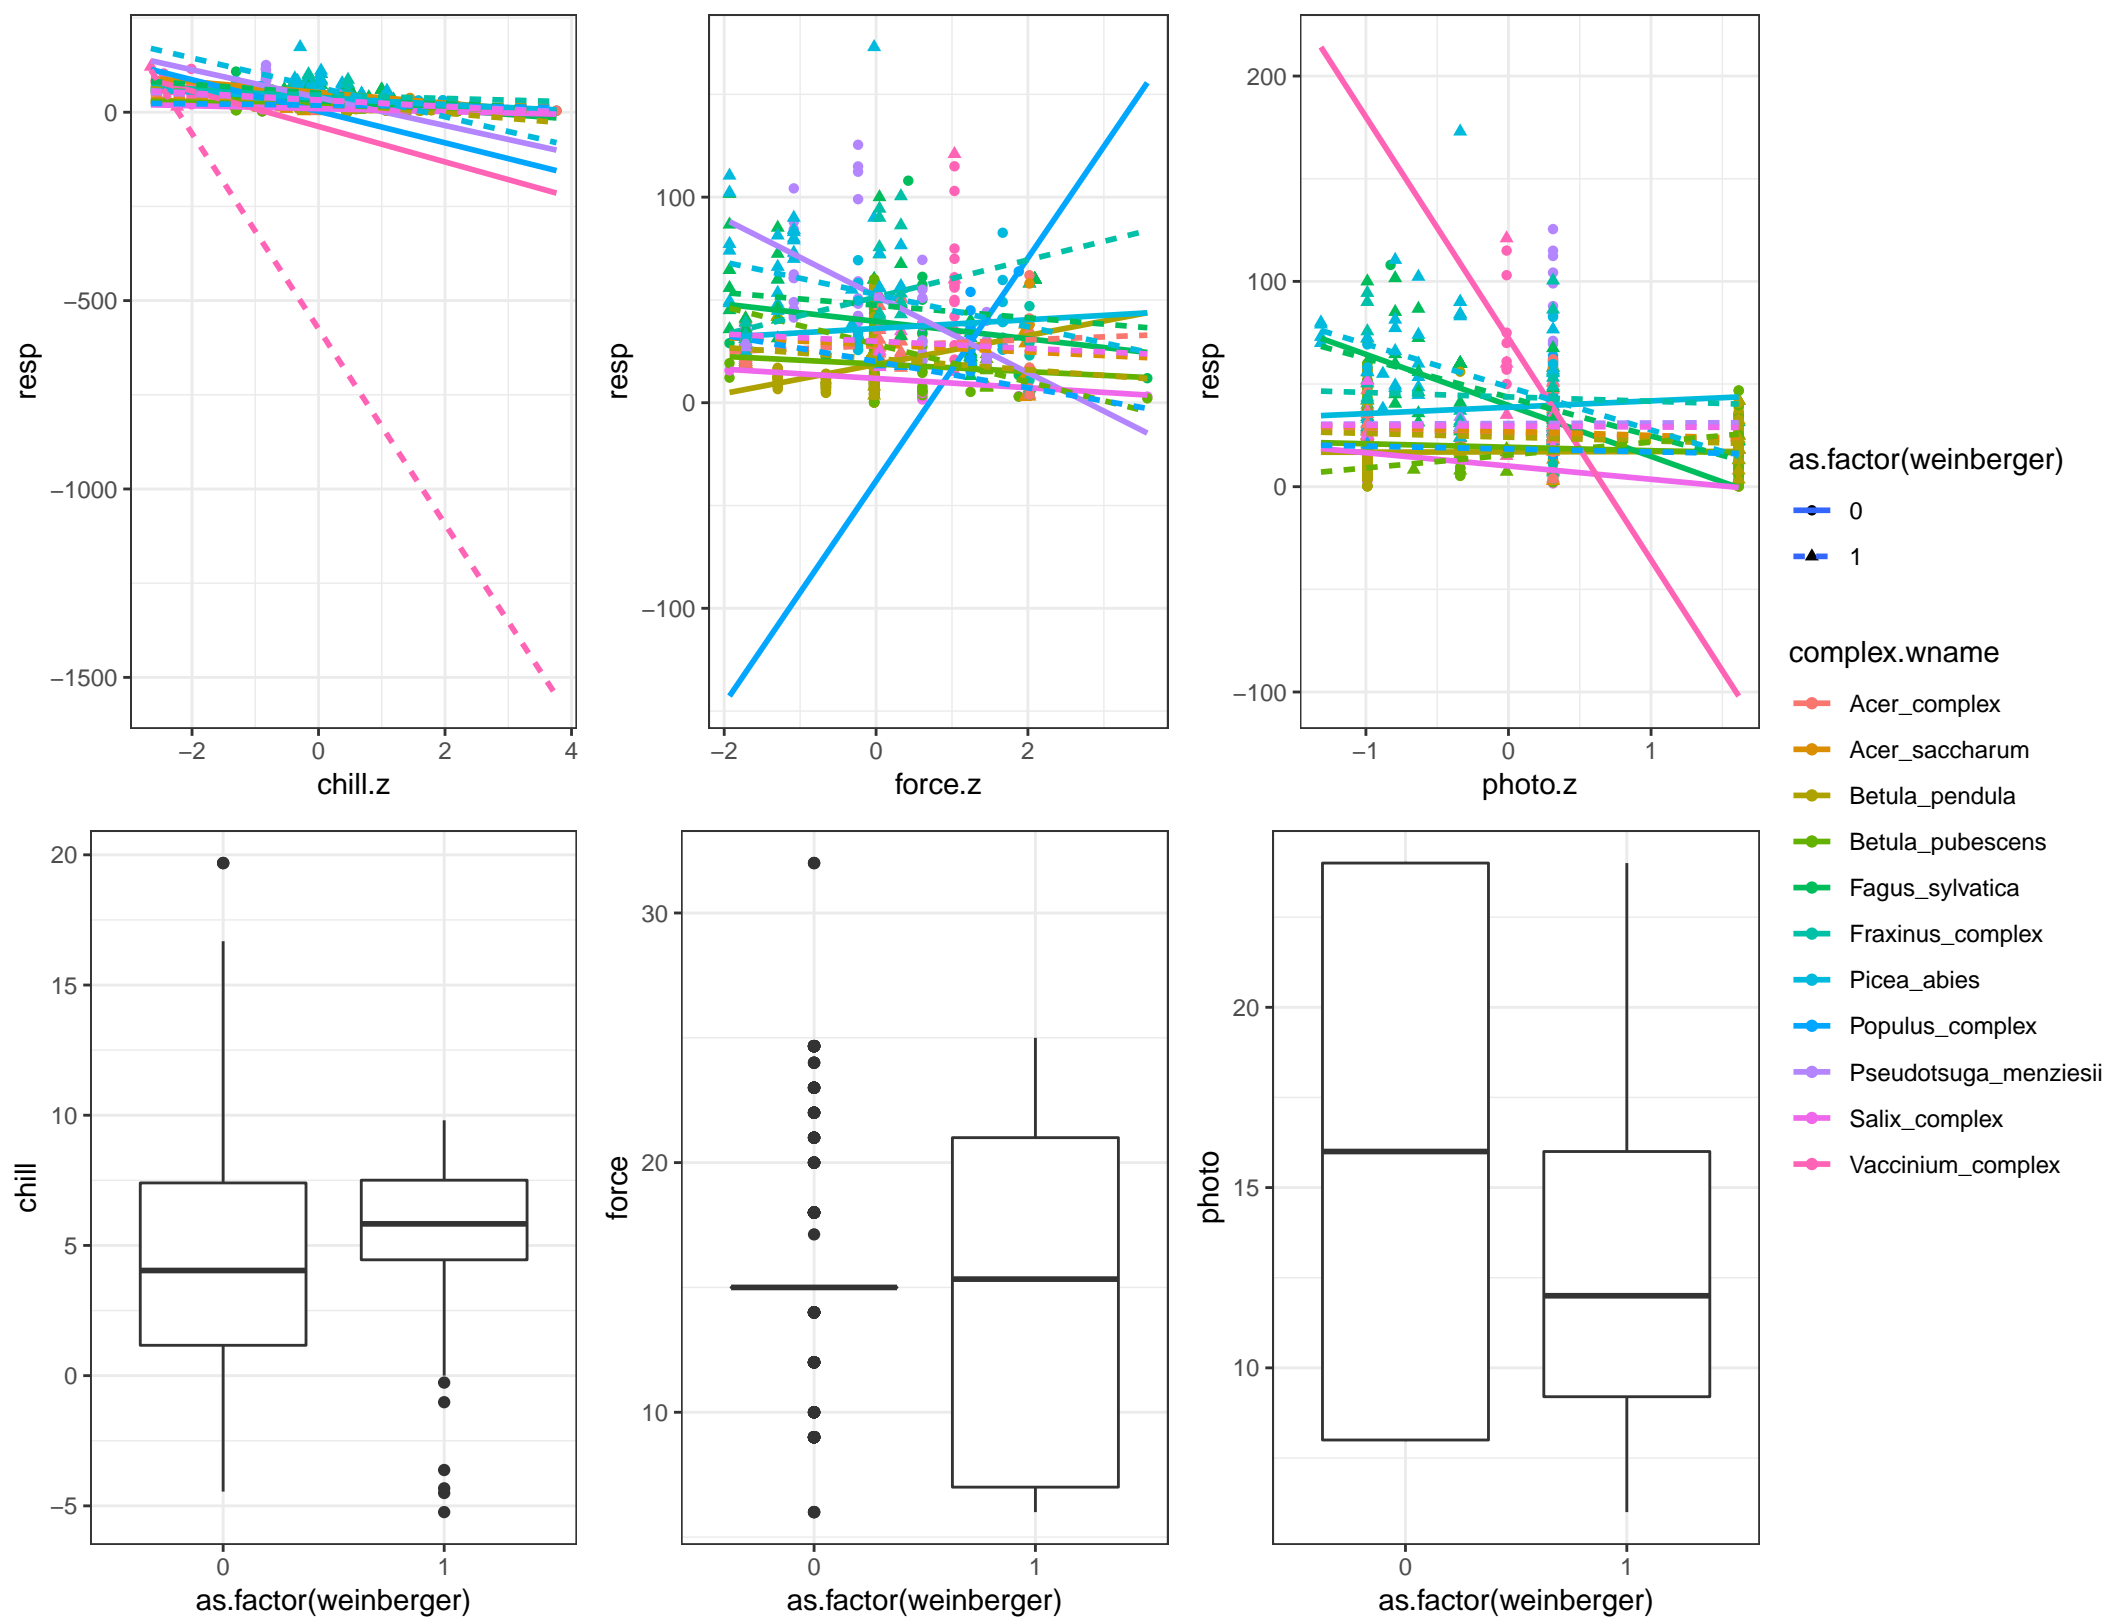 0
−500
−1000
−1500
resp
−2
0
2
4
chill.z
100
0
−100
resp
−2
0
2
force.z
200
100
0
−100
resp
−1
0
1
photo.z
as.factor(weinberger)
0
1
complex.wname
Acer_complex
Acer_saccharum
Betula_pendula
Betula_pubescens
Fagus_sylvatica
Fraxinus_complex
Picea_abies
Populus_complex
Pseudotsuga_menziesii
Salix_complex
Vaccinium_complex
20
15
10
5
0
−5
chill
0
1
as.factor(weinberger)
30
20
10
force
0
1
as.factor(weinberger)
20
15
10
photo
0
1
as.factor(weinberger)